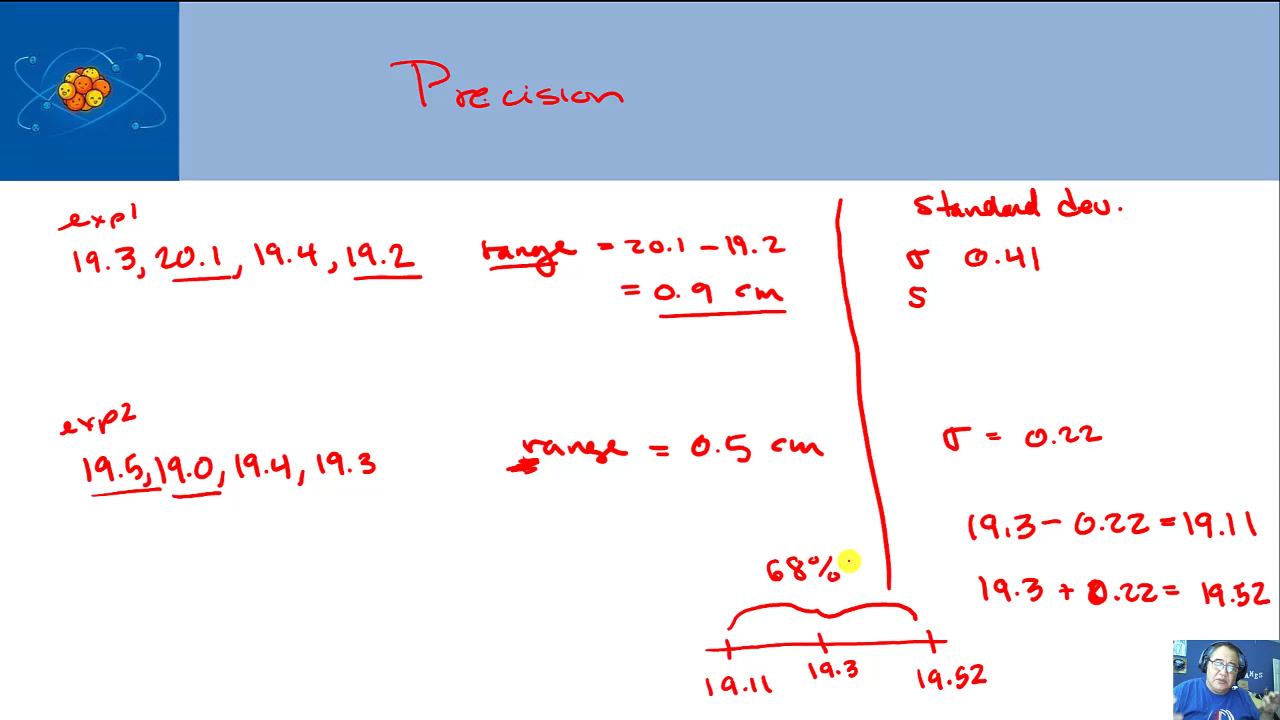 Precision
exp1
19.3, 20.1, 19.4, 19.2
range = 20.1 - 19.2
= 0.9 cm
exp2
19.5, 19.0, 19.4, 19.3
range = 0.5 cm
Standard dev.
σ 0.41
S
σ = 0.22
19.3 - 0.22 = 19.11
19.3 + 0.22 = 19.52
68%
19.11 19.3 19.52